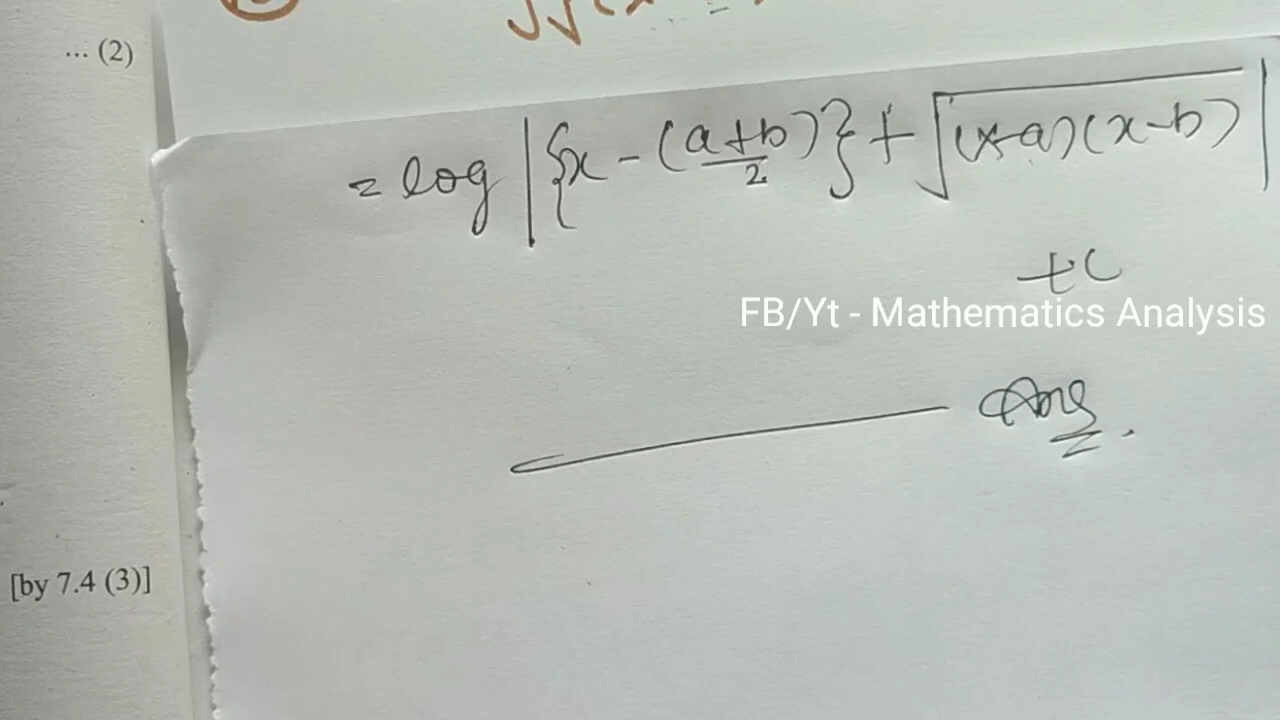 ... (2)
= log |{x - (a+b)/2} + √(x-a)(x-b)|
+c
FB/Yt - Mathematics Analysis
Ans.
[by 7.4 (3)]